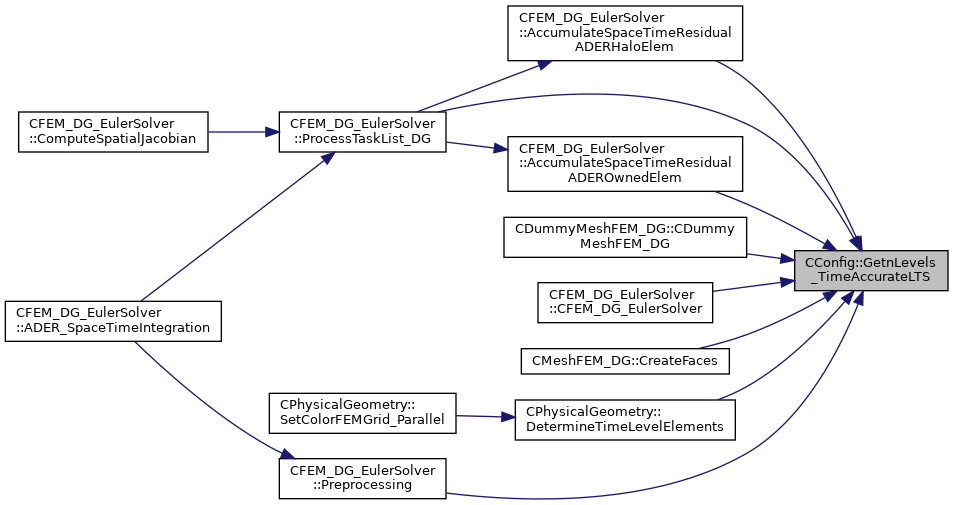 CFEM_DG_EulerSolver
::AccumulateSpaceTimeResidual
ADERHaloElem
CFEM_DG_EulerSolver
::ComputeSpatialJacobian
CFEM_DG_EulerSolver
::ProcessTaskList_DG
CFEM_DG_EulerSolver
::AccumulateSpaceTimeResidual
ADEROwnedElem
CDummyMeshFEM_DG::CDummy
MeshFEM_DG
CConfig::GetnLevels
_TimeAccurateLTS
CFEM_DG_EulerSolver
::CFEM_DG_EulerSolver
CFEM_DG_EulerSolver
::ADER_SpaceTimeIntegration
CMeshFEM_DG::CreateFaces
CPhysicalGeometry::
SetColorFEMGrid_Parallel
CPhysicalGeometry::
DetermineTimeLevelElements
CFEM_DG_EulerSolver
::Preprocessing